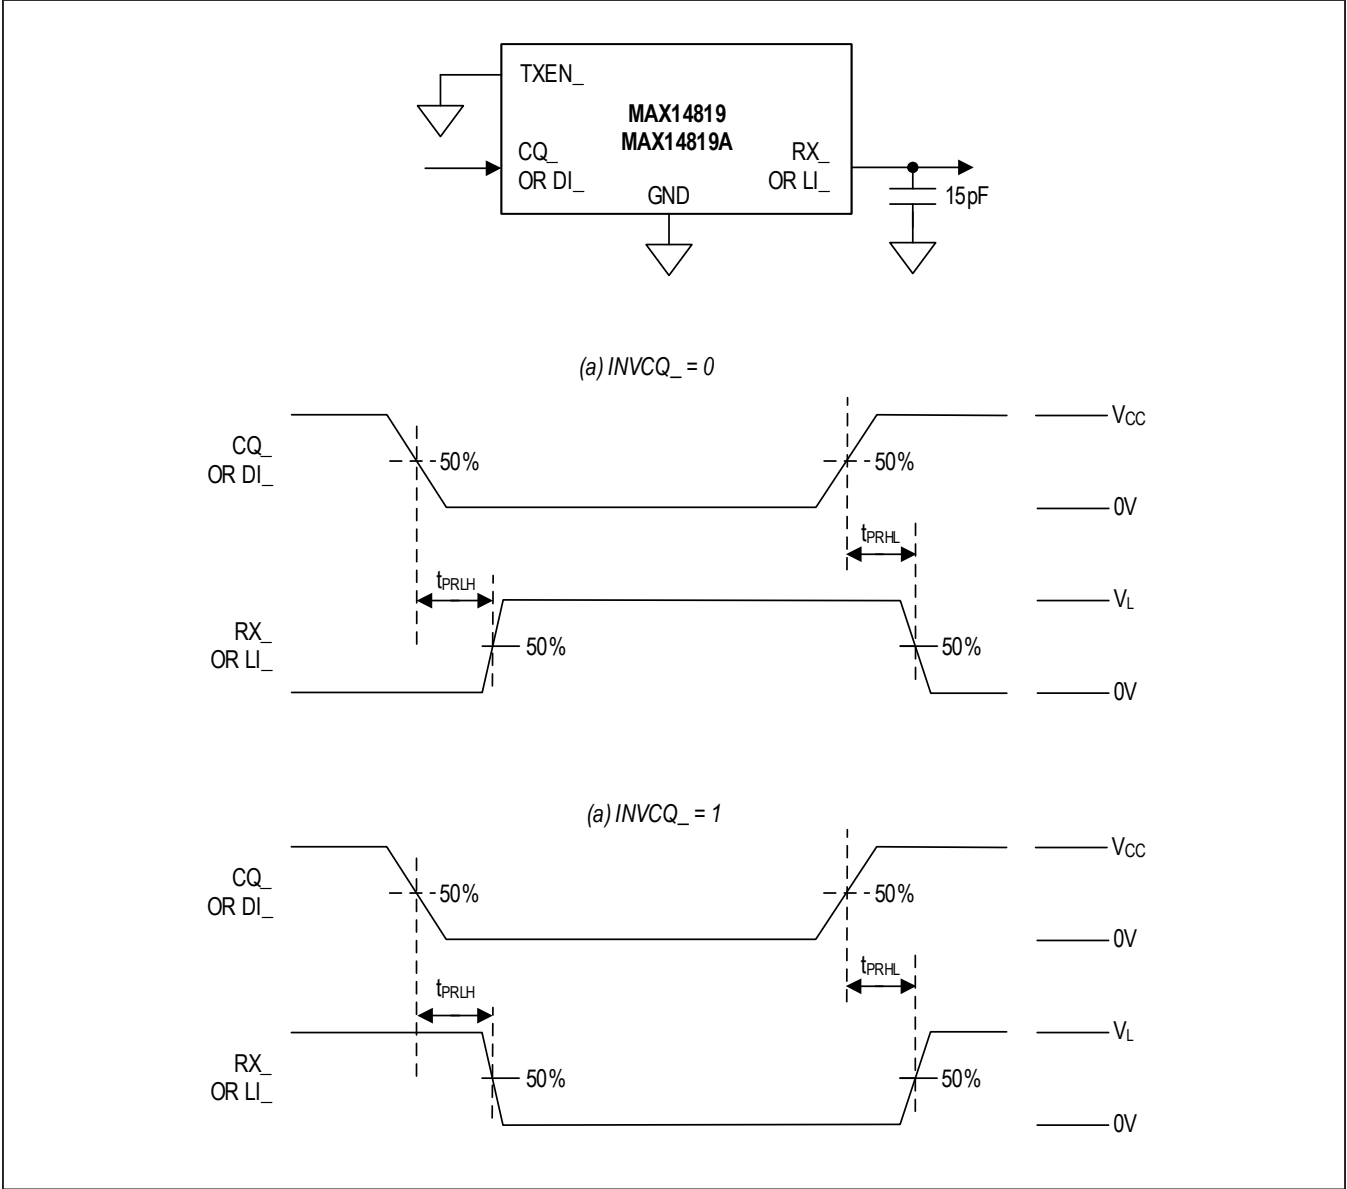 TXEN_
MAX14819
MAX14819A
CQ_
OR DI_
RX_
OR LI_
GND
15pF
(a) INVCQ_ = 0
CQ_
OR DI_
50%
50%
VCC
0V
tPRHL
tPRLH
RX_
OR LI_
50%
50%
VL
0V
(a) INVCQ_ = 1
CQ_
OR DI_
50%
50%
VCC
0V
tPRHL
tPRLH
RX_
OR LI_
50%
50%
VL
0V